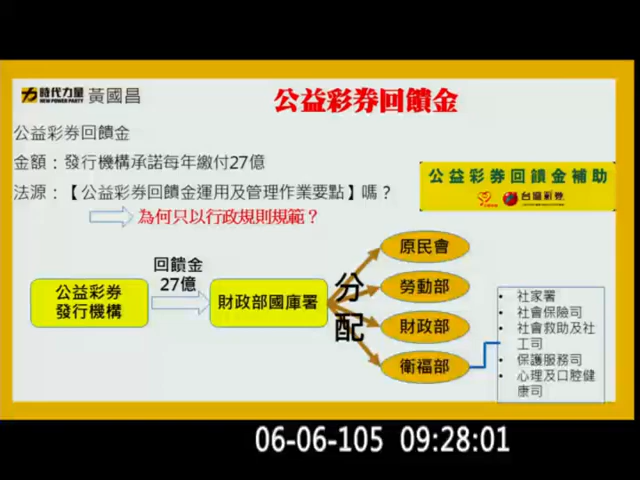 時代力量
NEW POWER PARTY
黃國昌
公益彩券回饋金
公益彩券回饋金
金額：發行機構承諾每年繳付27億
法源：【公益彩券回饋金運用及管理作業要點】嗎？
為何只以行政規則規範？
公益彩券回饋金補助
台灣彩券
公益彩券
發行機構
回饋金
27億
財政部國庫署
分
配
原民會
勞動部
財政部
衛福部
• 社家署
• 社會保險司
• 社會救助及社
工司
• 保護服務司
• 心理及口腔健
康司
06-06-105 09:28:01